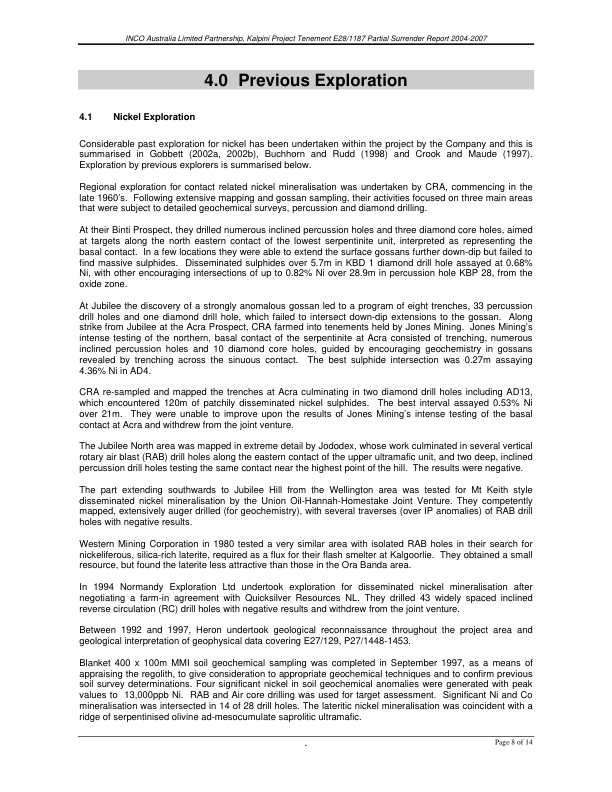 INCO Australia Limited Partnership, Kalpini Project Tenement E28/1187 Partial Surrender Report 2004-2007
4.0 Previous Exploration
4.1 Nickel Exploration
Considerable past exploration for nickel has been undertaken within the project by the Company and this is
summarised in Gobbett (2002a, 2002b), Buchhorn and Rudd (1998) and Crook and Maude (1997).
Exploration by previous explorers is summarised below.
Regional exploration for contact related nickel mineralisation was undertaken by CRA, commencing in the
late 1960's. Following extensive mapping and gossan sampling, their activities focused on three main areas
that were subject to detailed geochemical surveys, percussion and diamond drilling.
At their Binti Prospect, they drilled numerous inclined percussion holes and three diamond core holes, aimed
at targets along the north eastern contact of the lowest serpentinite unit, interpreted as representing the
basal contact. In a few locations they were able to extend the surface gossans further down-dip but failed to
find massive sulphides. Disseminated sulphides over 5.7m in KBD 1 diamond drill hole assayed at 0.68%
Ni, with other encouraging intersections of up to 0.82% Ni over 28.9m in percussion hole KBP 28, from the
oxide zone.
At Jubilee the discovery of a strongly anomalous gossan led to a program of eight trenches, 33 percussion
drill holes and one diamond drill hole, which failed to intersect down-dip extensions to the gossan. Along
strike from Jubilee at the Acra Prospect, CRA farmed into tenements held by Jones Mining. Jones Mining's
intense testing of the northern, basal contact of the serpentinite at Acra consisted of trenching, numerous
inclined percussion holes and 10 diamond core holes, guided by encouraging geochemistry in gossans
revealed by trenching across the sinuous contact. The best sulphide intersection was 0.27m assaying
4.36% Ni in AD4.
CRA re-sampled and mapped the trenches at Acra culminating in two diamond drill holes including AD13,
which encountered 120m of patchily disseminated nickel sulphides. The best interval assayed 0.53% Ni
over 21m. They were unable to improve upon the results of Jones Mining's intense testing of the basal
contact at Acra and withdrew from the joint venture.
The Jubilee North area was mapped in extreme detail by Jododex, whose work culminated in several vertical
rotary air blast (RAB) drill holes along the eastern contact of the upper ultramafic unit, and two deep, inclined
percussion drill holes testing the same contact near the highest point of the hill. The results were negative.
The part extending southwards to Jubilee Hill from the Wellington area was tested for Mt Keith style
disseminated nickel mineralisation by the Union Oil-Hannah-Homestake Joint Venture. They competently
mapped, extensively auger drilled (for geochemistry), with several traverses (over IP anomalies) of RAB drill
holes with negative results.
Western Mining Corporation in 1980 tested a very similar area with isolated RAB holes in their search for
nickeliferous, silica-rich laterite, required as a flux for their flash smelter at Kalgoorlie. They obtained a small
resource, but found the laterite less attractive than those in the Ora Banda area.
In 1994 Normandy Exploration Ltd undertook exploration for disseminated nickel mineralisation after
negotiating a farm-in agreement with Quicksilver Resources NL. They drilled 43 widely spaced inclined
reverse circulation (RC) drill holes with negative results and withdrew from the joint venture.
Between 1992 and 1997, Heron undertook geological reconnaissance throughout the project area and
geological interpretation of geophysical data covering E27/129, P27/1448-1453.
Blanket 400 x 100m MMI soil geochemical sampling was completed in September 1997, as a means of
appraising the regolith, to give consideration to appropriate geochemical techniques and to confirm previous
soil survey determinations. Four significant nickel in soil geochemical anomalies were generated with peak
values to 13,000ppb Ni. RAB and Air core drilling was used for target assessment. Significant Ni and Co
mineralisation was intersected in 14 of 28 drill holes. The lateritic nickel mineralisation was coincident with a
ridge of serpentinised olivine ad-mesocumulate saprolitic ultramafic.
-
Page 8 of 14